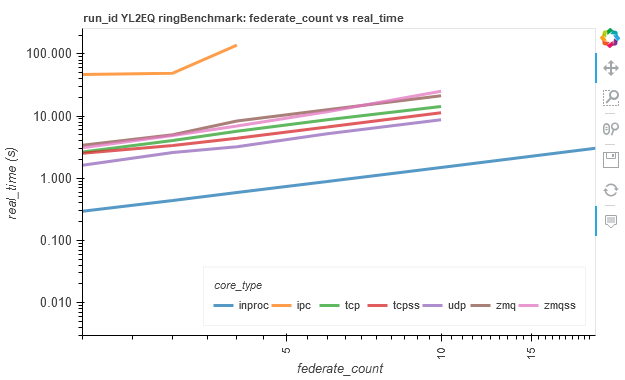 run_id YL2EQ ringBenchmark: federate_count vs real_time
100.000
10.000
1.000
0.100
0.010
real_time (s)
core_type
inproc ipc tcp tcpss udp zmq zmqss
5 10 15
federate_count